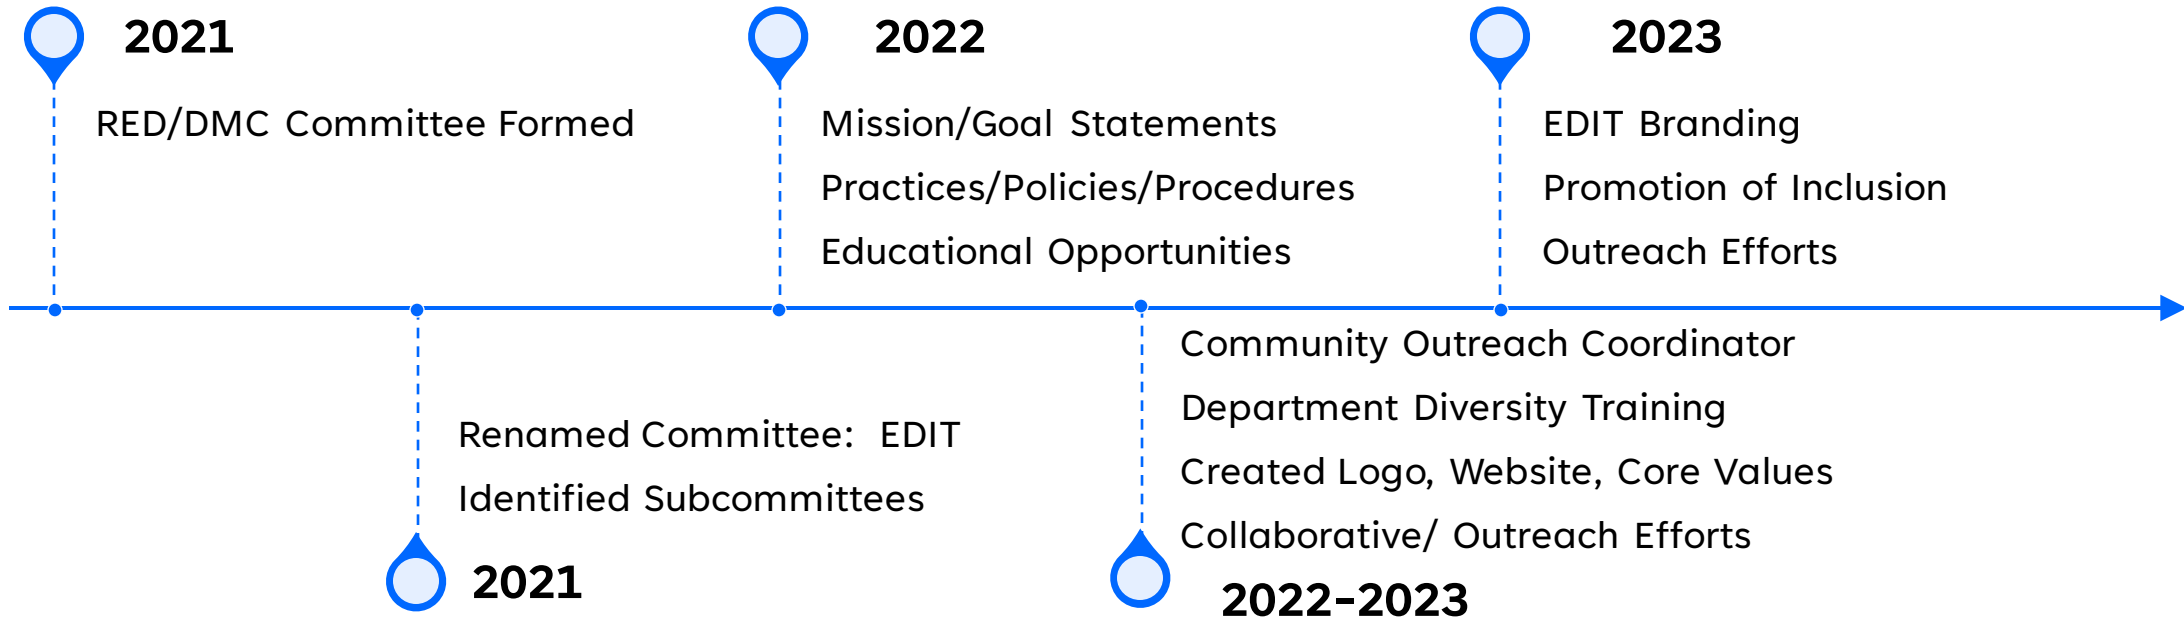 2021
RED/DMC Committee Formed
2022
Mission/Goal Statements
Practices/Policies/Procedures
Educational Opportunities
2023
EDIT Branding
Promotion of Inclusion
Outreach Efforts
Renamed Committee:  EDIT
Identified Subcommittees
2021
Community Outreach Coordinator
Department Diversity Training
Created Logo, Website, Core Values
Collaborative/ Outreach Efforts
2022-2023